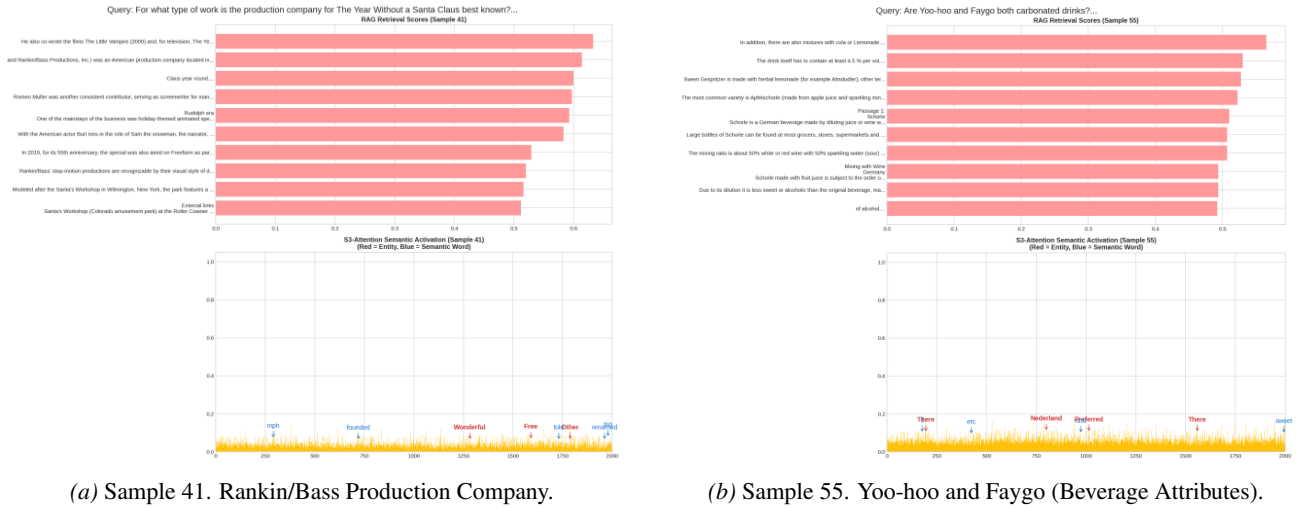 Query: For what type of work is the production company for The Year Without a Santa Claus best known?...
RAG Retrieval Scores (Sample 41)
He also co-wrote the films The Little Vampire (2000) and, for television, The Ye...
and Rankin/Bass Productions, Inc.) was an American production company located in...
Claus year round....
Romeo Muller was another consistent contributor, serving as screenwriter for man...
Rudolph era
One of the mainstays of the business was holiday-themed animated spe...
With the American actor Burl Ives in the role of Sam the snowman, the narrator, ...
In 2019, for its 55th anniversary, the special was also aired on Freeform as par...
Rankin/Bass' stop-motion productions are recognizable by their visual style of d...
Modeled after the Santa's Workshop in Wilmington, New York, the park features a ...
External links
Santa's Workshop (Colorado amusement park) at the Roller Coaster ...
0.0 0.1 0.2 0.3 0.4 0.5 0.6
S3-Attention Semantic Activation (Sample 41)
(Red = Entity, Blue = Semantic Word)
1.0
0.8
0.6
0.4
0.2
0.0
mph founded Wonderful Free Other renamed
0 250 500 750 1000 1250 1500 1750 2000
(a) Sample 41. Rankin/Bass Production Company.
Query: Are Yoo-hoo and Faygo both carbonated drinks?...
RAG Retrieval Scores (Sample 55)
In addition, there are also mixtures with cola or Lemonade...
The drink itself has to contain at least 4.5 % per vol...
Sweet Gespritzer is made with herbal lemonade (for example Almdudler), other ter...
The most common variety is Apfelschorle (made from apple juice and sparkling min...
Passage 1:
Schorle
Schorle is a German beverage made by diluting juice or wine w...
Large bottles of Schorle can be found at most grocers, stores, supermarkets and ...
The mixing ratio is about 50% white or red wine with 50% sparkling water (sour) ...
Mixing with Wine
Germany
Schorle made with fruit juice is subject to the order o...
Due to its dilution it is less sweet or alcoholic than the original beverage, ma...
of alcohol....
0.0 0.1 0.2 0.3 0.4 0.5
S3-Attention Semantic Activation (Sample 55)
(Red = Entity, Blue = Semantic Word)
1.0
0.8
0.6
0.4
0.2
0.0
There etc Nederland Preferred There sweet
0 250 500 750 1000 1250 1500 1750 2000
(b) Sample 55. Yoo-hoo and Faygo (Beverage Attributes).